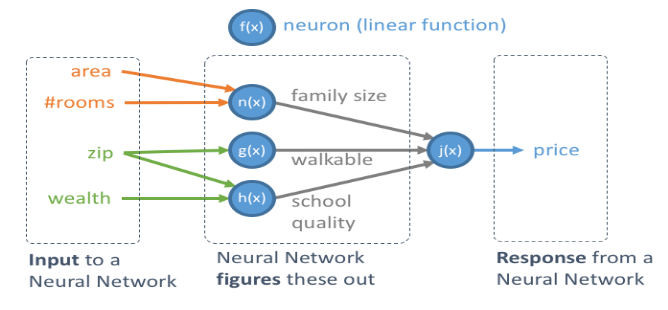 f(x) neuron (linear function)
area
#rooms
zip
wealth
n(x)
g(x)
h(x)
family size
walkable
school
quality
j(x)
price
Input to a
Neural Network
Neural Network
figures these out
Response from a
Neural Network